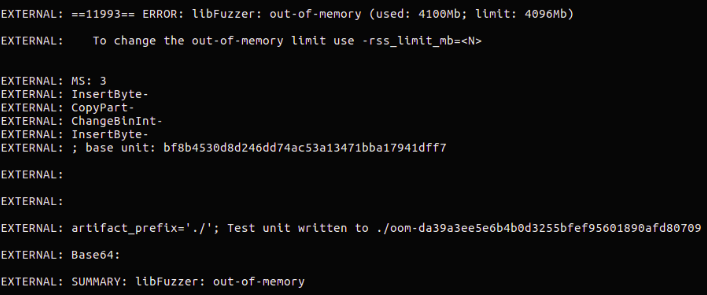 EXTERNAL: ==11993== ERROR: libFuzzer: out-of-memory (used: 4100Mb; limit: 4096Mb)
EXTERNAL: To change the out-of-memory limit use -rss_limit_mb=<N>
EXTERNAL: MS: 3
EXTERNAL: InsertByte-
EXTERNAL: CopyPart-
EXTERNAL: ChangeBinInt-
EXTERNAL: InsertByte-
EXTERNAL: ; base unit: bf8b4530d8d246dd74ac53a13471bba17941dff7
EXTERNAL:
EXTERNAL:
EXTERNAL: artifact_prefix='./'; Test unit written to ./oom-da39a3ee5e6b4b0d3255bfef95601890afd80709
EXTERNAL: Base64:
EXTERNAL: SUMMARY: libFuzzer: out-of-memory